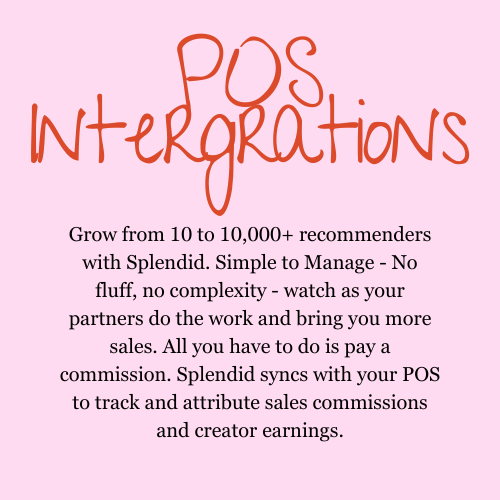 POS
INtergRatioNs
Grow from 10 to 10,000+ recommenders
with Splendid. Simple to Manage - No
fluff, no complexity - watch as your
partners do the work and bring you more
sales. All you have to do is pay a
commission. Splendid syncs with your POS
to track and attribute sales commissions
and creator earnings.